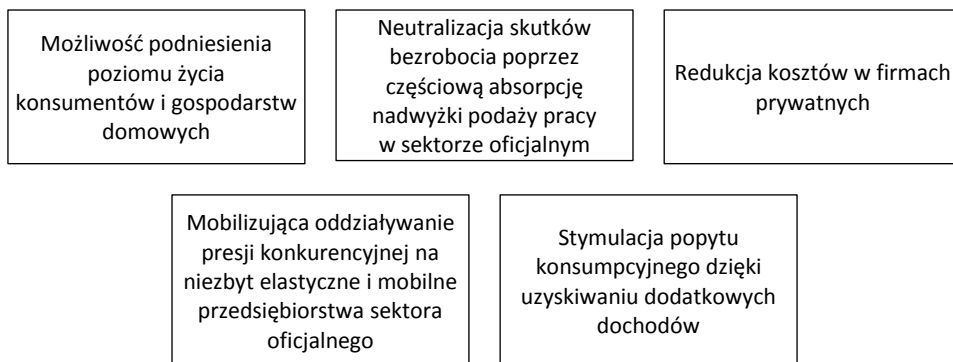 Możliwość podniesienia
poziomu życia
konsumentów i gospodarstw
domowych
Neutralizacja skutków
bezrobocia poprzez
częściową absorpcję
nadwyżki podaży pracy
w sektorze oficjalnym
Redukcja kosztów w firmach
prywatnych
Mobilizująca oddziaływanie
presji konkurencyjnej na
niezbyt elastyczne i mobilne
przedsiębiorstwa sektora
oficjalnego
Stymulacja popytu
konsumpcyjnego dzięki
uzyskiwaniu dodatkowych
dochodów